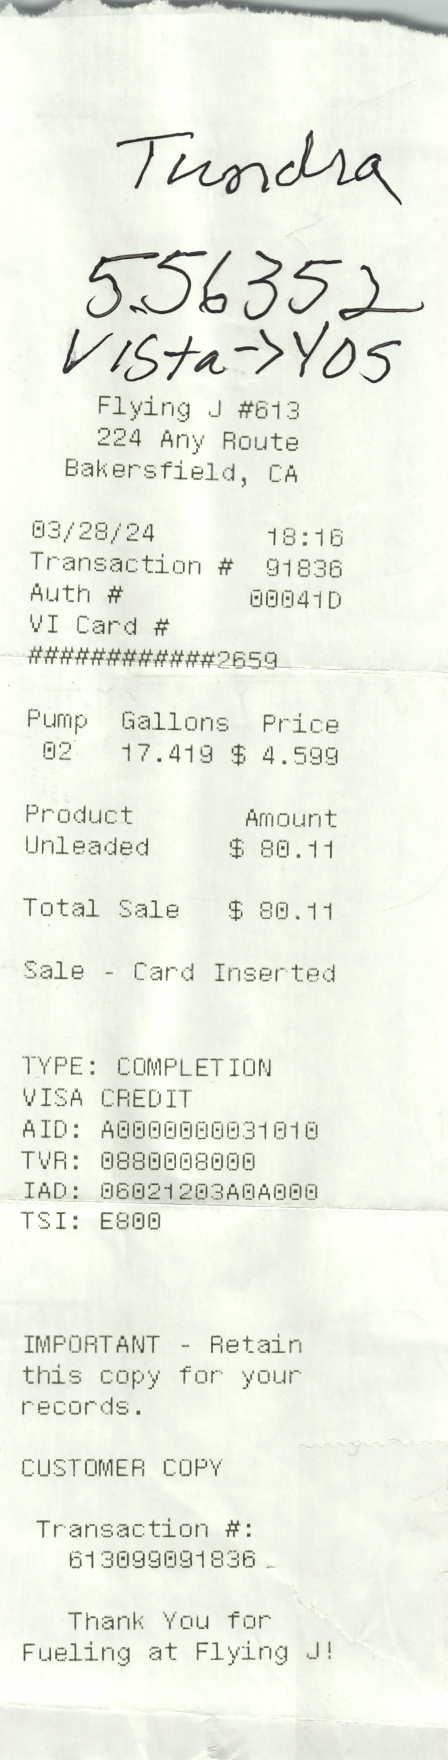 Tundra
5.56352
Vista->YOS
Flying J #613
224 Any Route
Bakersfield, CA
03/28/24 18:16
Transaction # 91836
Auth # 00041D
VI Card #
############2659
Pump Gallons Price
02 17.419 $ 4.599
Product Amount
Unleaded $ 80.11
Total Sale $ 80.11
Sale - Card Inserted
TYPE: COMPLETION
VISA CREDIT
AID: A0000000031010
TVR: 0880008000
IAD: 06021203A0A000
TSI: E800
IMPORTANT - Retain
this copy for your
records.
CUSTOMER COPY
Transaction #:
613099091836
Thank You for
Fueling at Flying J!